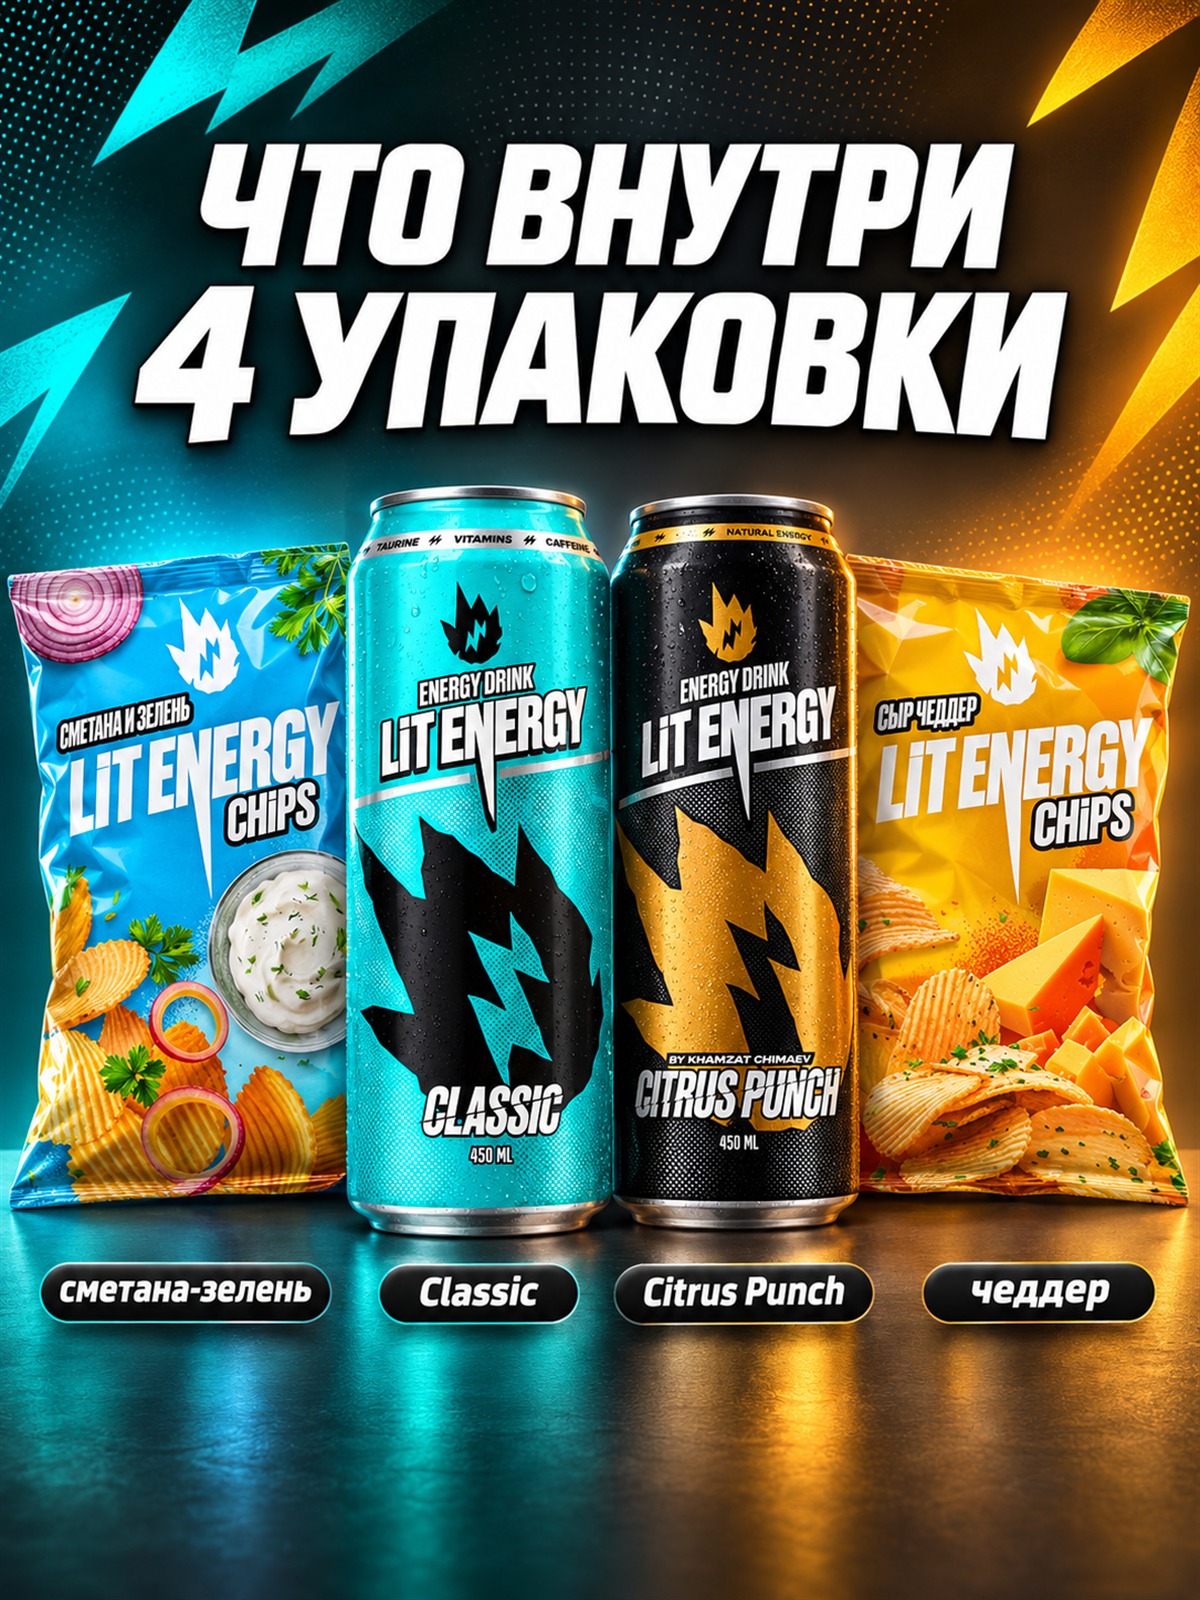 ЧТО ВНУТРИ
4 УПАКОВКИ
СМЕТАНА И ЗЕЛЕНЬ
LiT ENERGY
CHiPS
TAURINE VITAMINS CAFFEINE
ENERGY DRINK
LiT ENERGY
CLASSIC
450 ML
NATURAL ENERGY
ENERGY DRINK
LiT ENERGY
BY KHAMZAT CHIMAEV
CITRUS PUNCH
450 ML
СЫР ЧЕДДЕР
LiT ENERGY
CHiPS
сметана-зелень
Classic
Citrus Punch
чеддер